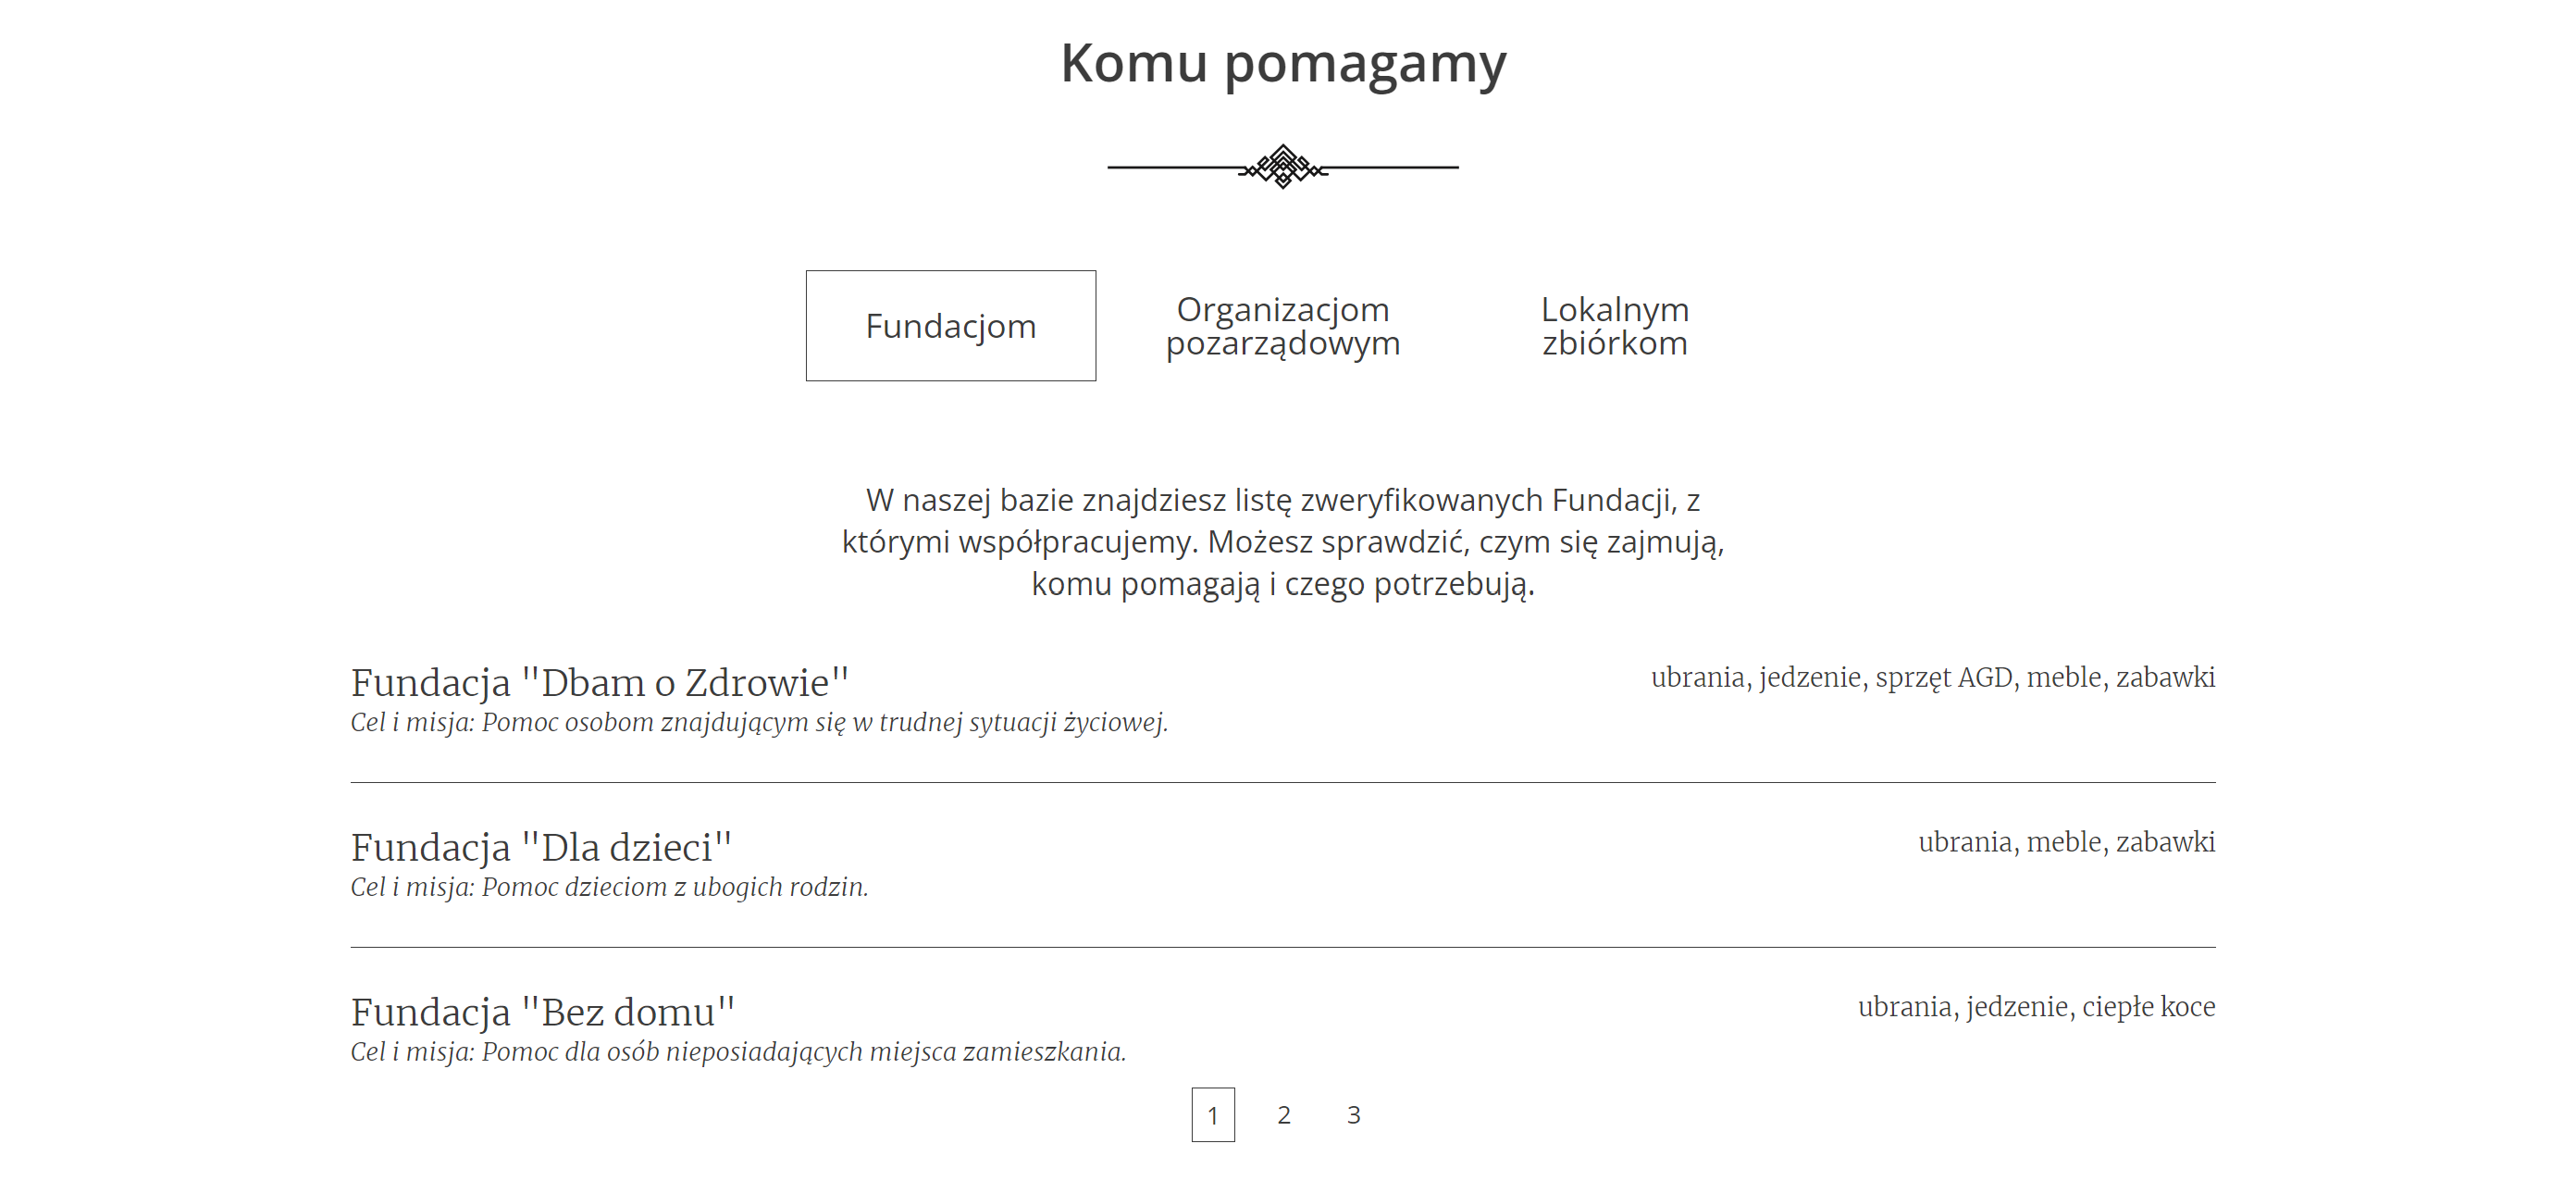 Komu pomagamy
Fundacjom
Organizacjom
pozarządowym
Lokalnym
zbiórkom
W naszej bazie znajdziesz listę zweryfikowanych Fundacji, z
którymi współpracujemy. Możesz sprawdzić, czym się zajmują,
komu pomagają i czego potrzebują.
Fundacja "Dbam o Zdrowie"
ubrania, jedzenie, sprzęt AGD, meble, zabawki
Cel i misja: Pomoc osobom znajdującym się w trudnej sytuacji życiowej.
Fundacja "Dla dzieci"
ubrania, meble, zabawki
Cel i misja: Pomoc dzieciom z ubogich rodzin.
Fundacja "Bez domu"
ubrania, jedzenie, ciepłe koce
Cel i misja: Pomoc dla osób nieposiadających miejsca zamieszkania.
1 2 3